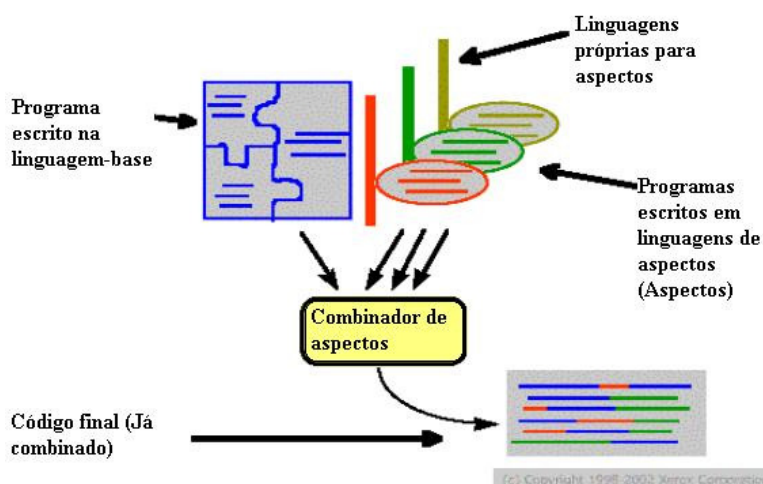 Linguagens
próprias para
aspectos
Programa
escrito na
linguagem-base
Programas
escritos em
linguagens de
aspectos
(Aspectos)
Combinador de
aspectos
Código final (Já
combinado)
(c) Copyright 1998-2002 Xerox Corporation